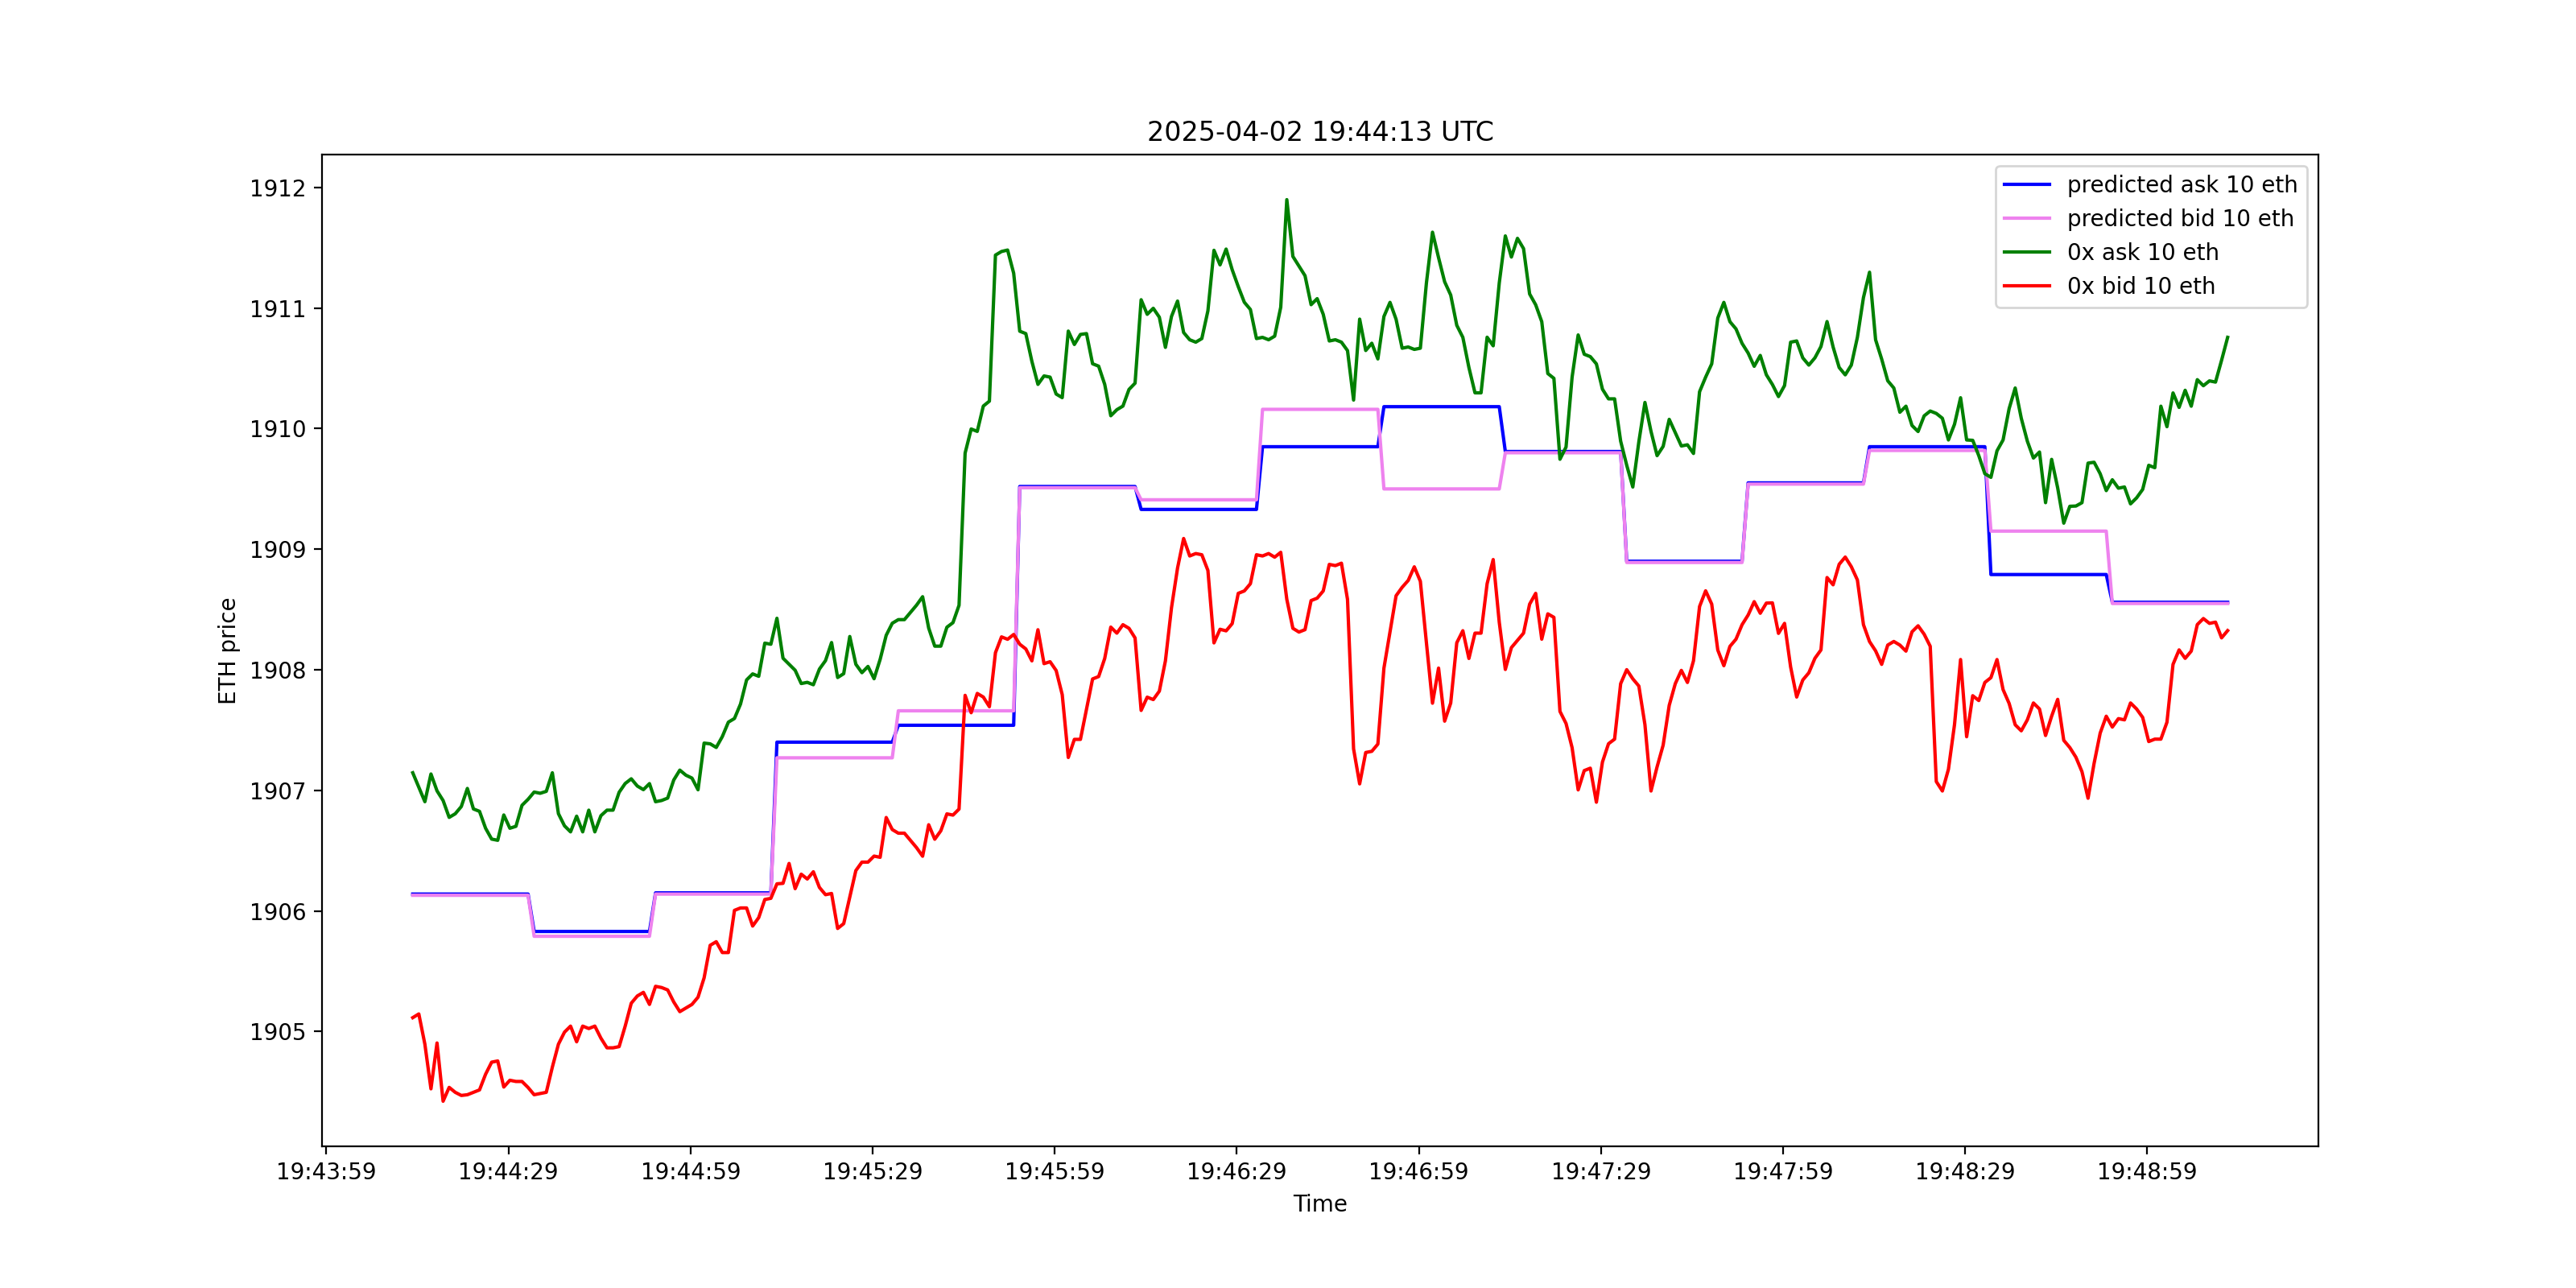 2025-04-02 19:44:13 UTC
predicted ask 10 eth
predicted bid 10 eth
0x ask 10 eth
0x bid 10 eth
ETH price
1912
1911
1910
1909
1908
1907
1906
1905
19:43:59 19:44:29 19:44:59 19:45:29 19:45:59 19:46:29 19:46:59 19:47:29 19:47:59 19:48:29 19:48:59
Time